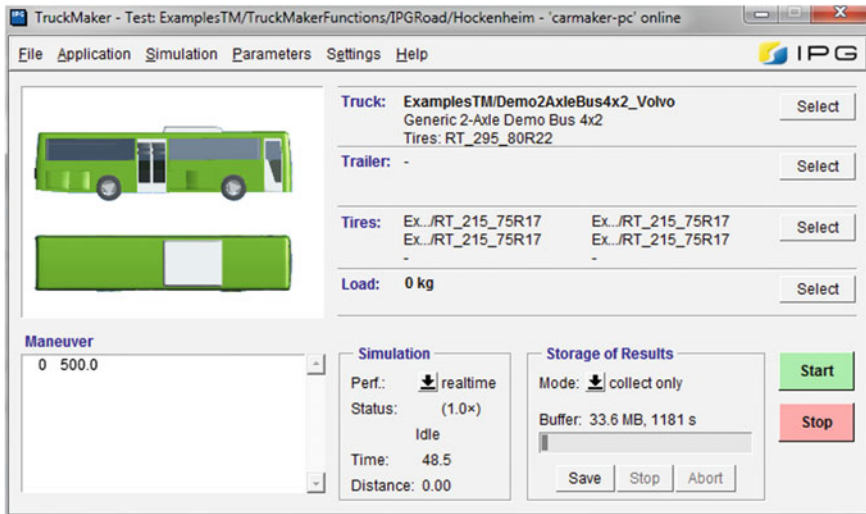 TruckMaker - Test: ExamplesTM/TruckMakerFunctions/IPGRoad/Hockenheim - 'carmaker-pc' online
File Application Simulation Parameters Settings Help
IPG
Truck: ExamplesTM/Demo2AxleBus4x2_Volvo
Generic 2-Axle Demo Bus 4x2
Tires: RT_295_80R22
Select
Trailer: -
Select
Tires: Ex.../RT_215_75R17 Ex.../RT_215_75R17
Ex.../RT_215_75R17 Ex.../RT_215_75R17
- -
Select
Load: 0 kg
Select
Maneuver
0 500.0
Simulation
Perf.: realtime
Status: (1.0×)
Idle
Time: 48.5
Distance: 0.00
Storage of Results
Mode: collect only
Buffer: 33.6 MB, 1181 s
Save Stop Abort
Start
Stop